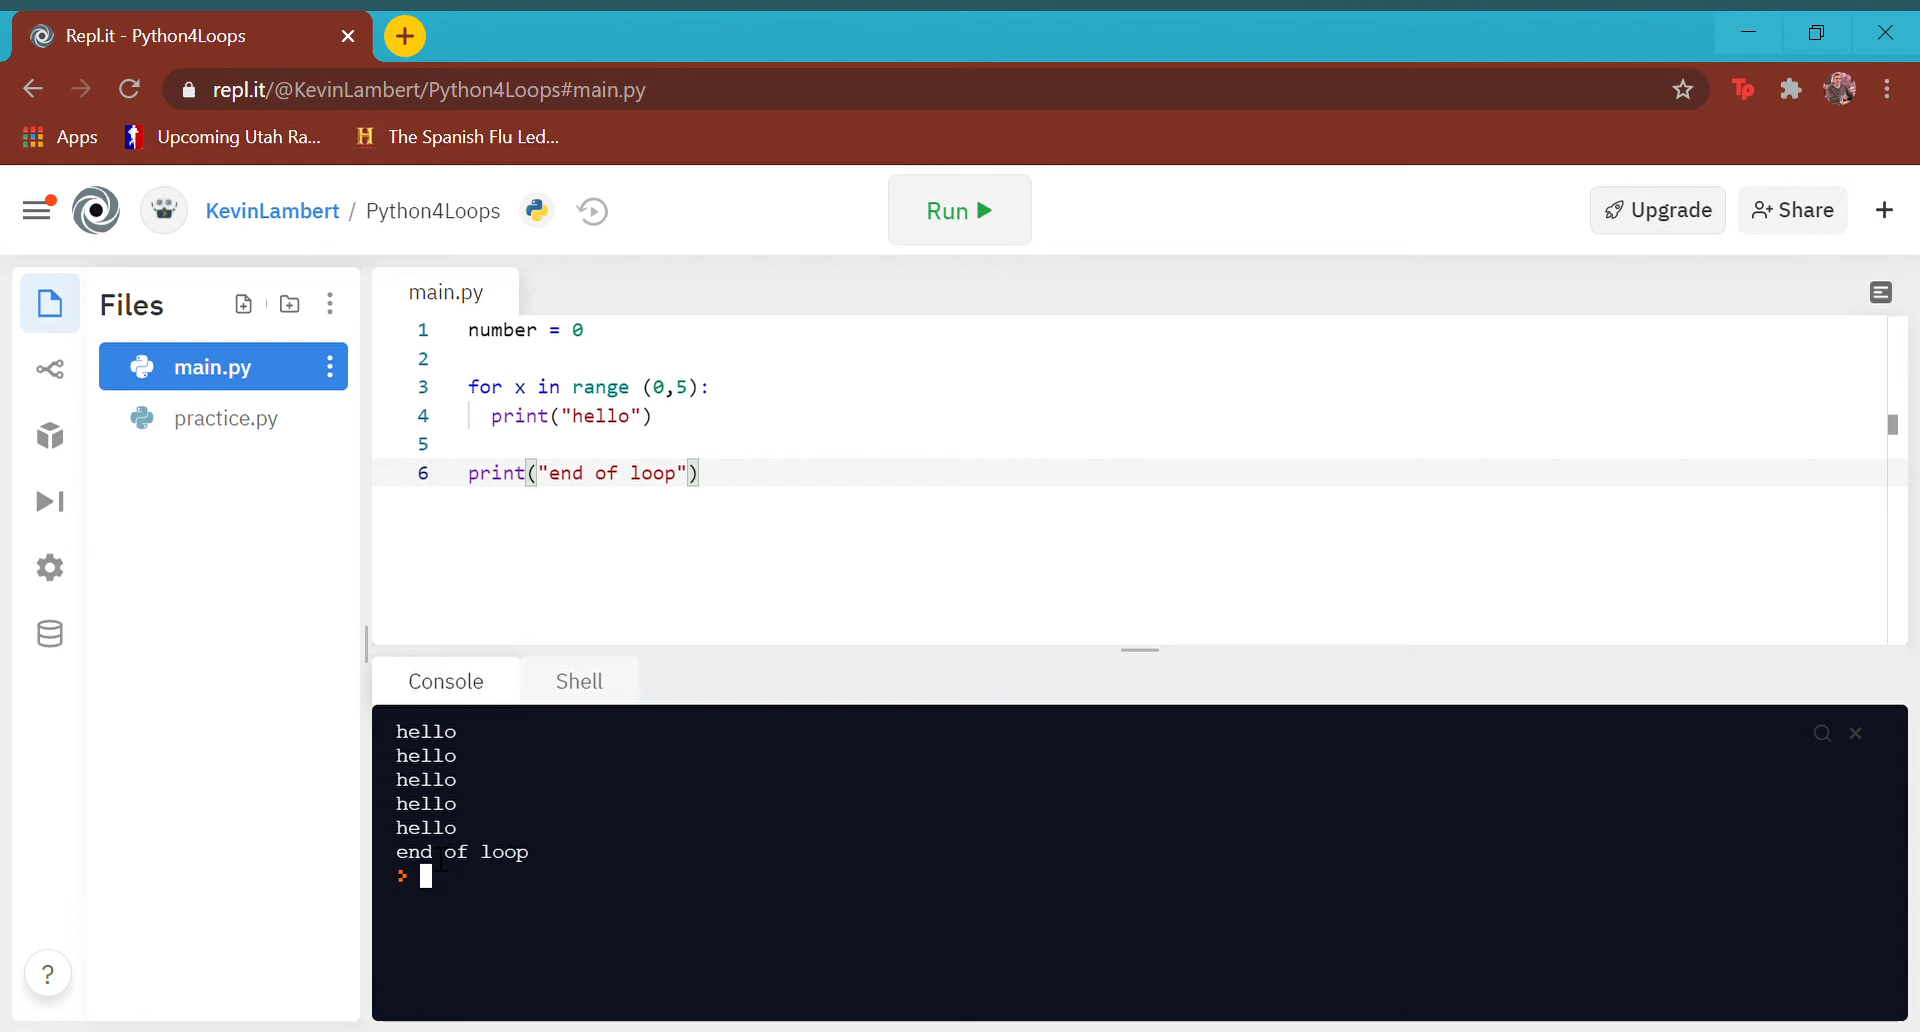 Repl.it - Python4Loops
repl.it/@KevinLambert/Python4Loops#main.py
Tp
Apps
Upcoming Utah Ra...
H
The Spanish Flu Led...
KevinLambert / Python4Loops
Run
Upgrade
Share
Files
main.py
practice.py
main.py
1 number = 0
2
3 for x in range (0,5):
4 print("hello")
5
6 print("end of loop")
Console
Shell
hello
hello
hello
hello
hello
end of loop
>
?